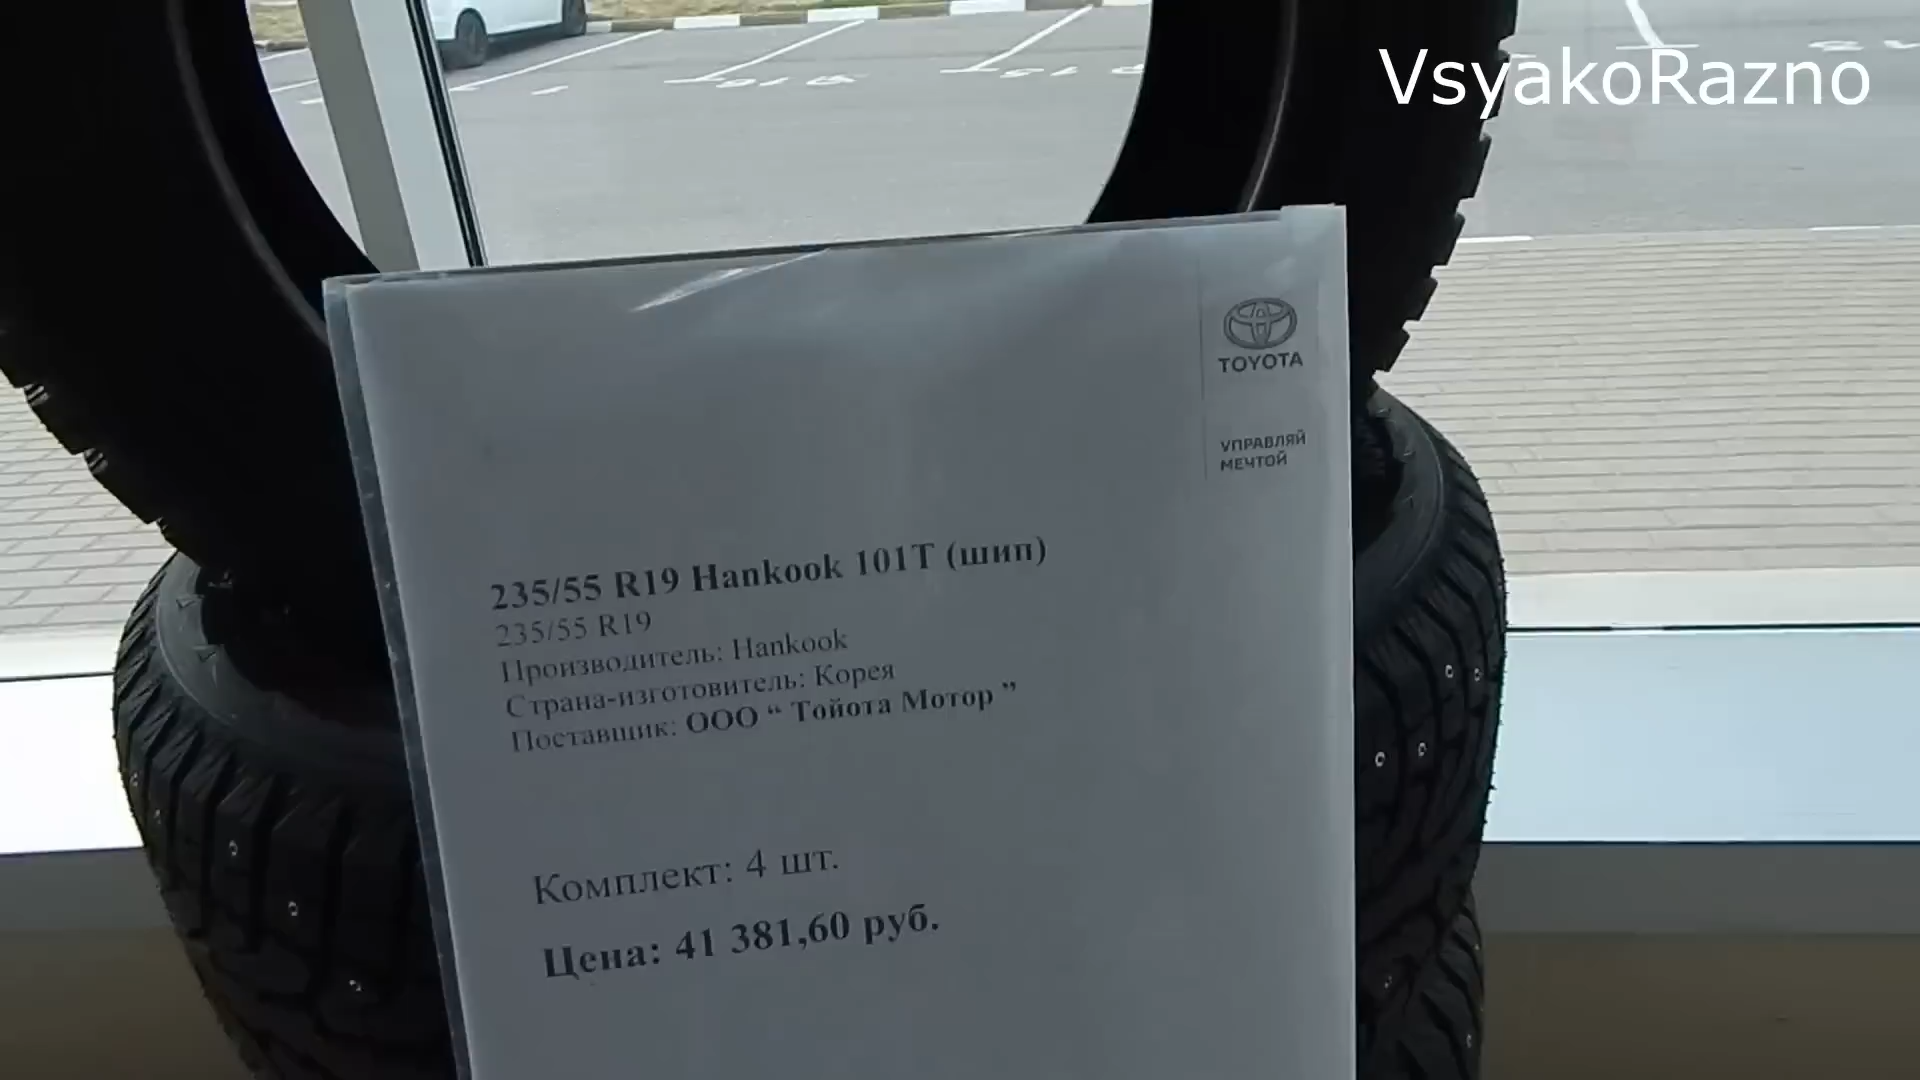 VsyakoRazno
TOYOTA
УПРАВЛЯЙ
МЕЧТОЙ
235/55 R19 Hankook 101T (шип)
235/55 R19
Производитель: Hankook
Страна-изготовитель: Корея
Поставщик: ООО “ Тойота Мотор ”
Комплект: 4 шт.
Цена: 41 381,60 руб.